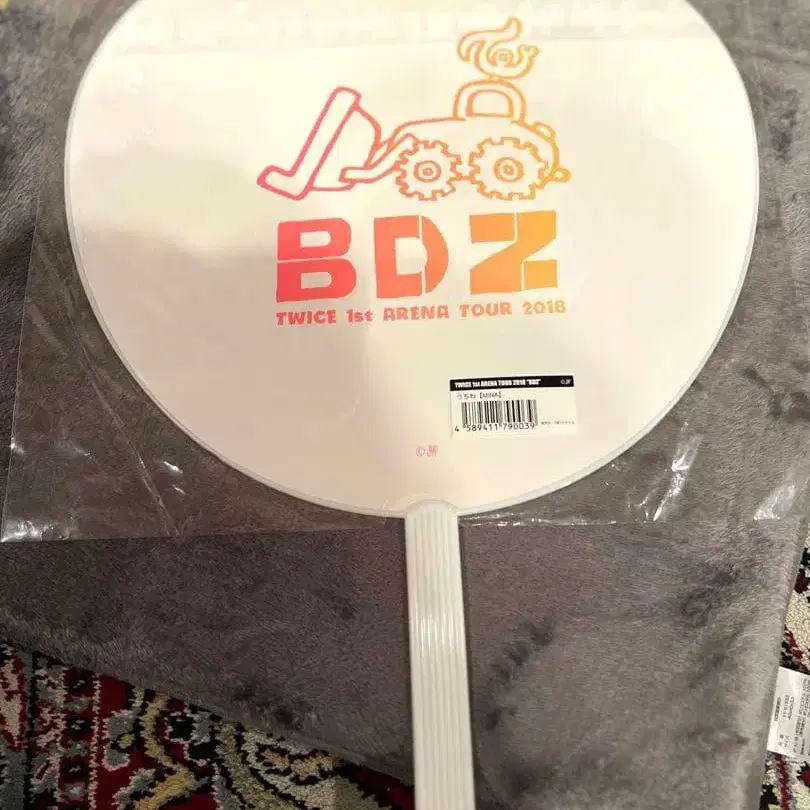 BDZ
TWICE 1st ARENA TOUR 2018
TWICE 1st ARENA TOUR 2018 "BDZ"
うちわ【MINA】
4 589411 790039